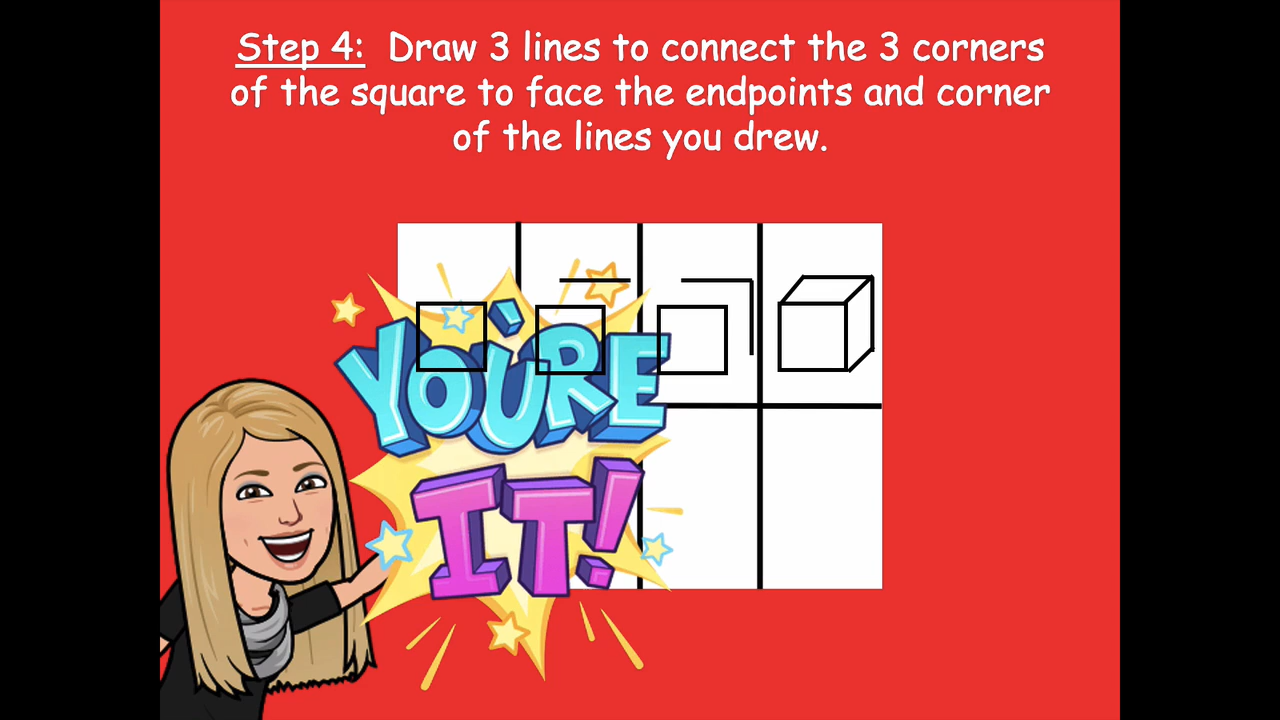 Step 4: Draw 3 lines to connect the 3 corners
of the square to face the endpoints and corner
of the lines you drew.
YOU'RE
IT!